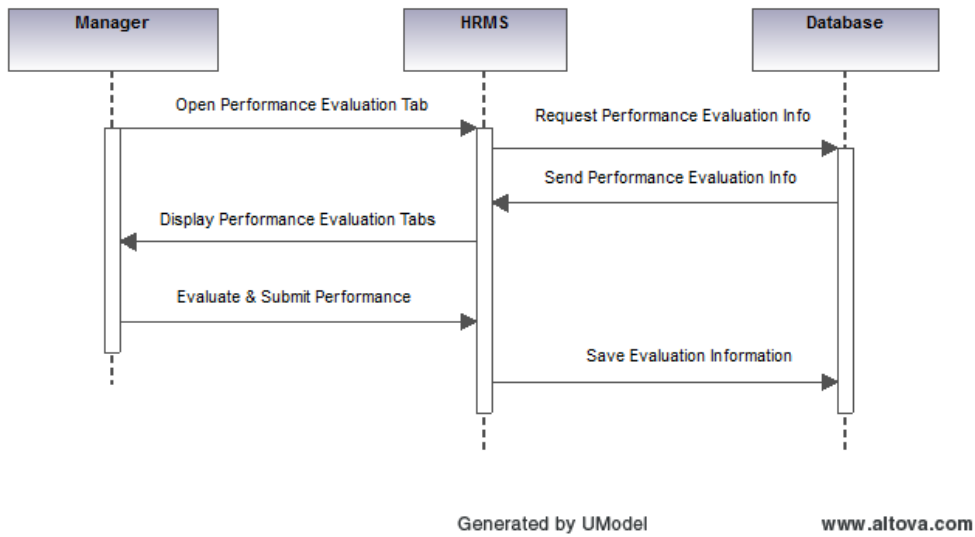 Manager
HRMS
Database
Open Performance Evaluation Tab
Request Performance Evaluation Info
Send Performance Evaluation Info
Display Performance Evaluation Tabs
Evaluate & Submit Performance
Save Evaluation Information
Generated by UModel
www.altova.com